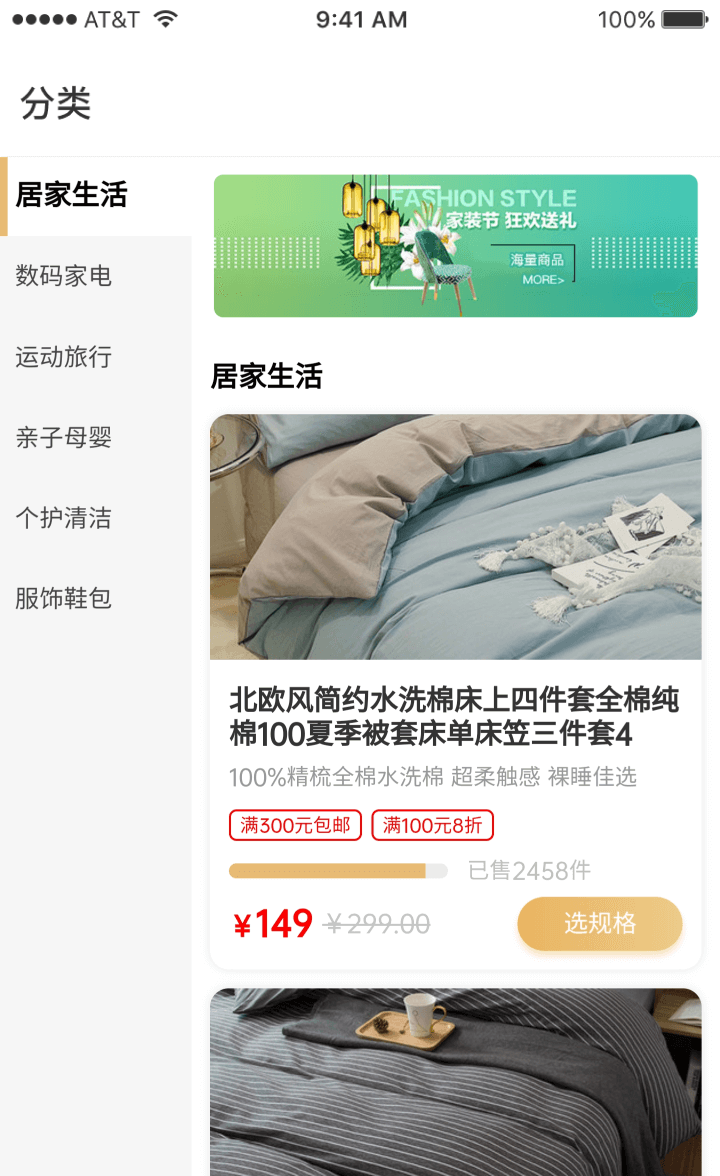 AT&T
9:41 AM
100%
分类
居家生活
数码家电
运动旅行
亲子母婴
个护清洁
服饰鞋包
FASHION STYLE
家装节 狂欢送礼
海量商品
MORE>
居家生活
北欧风简约水洗棉床上四件套全棉纯
棉100夏季被套床单床笠三件套4
100%精梳全棉水洗棉 超柔触感 裸睡佳选
满300元包邮
满100元8折
已售2458件
¥149
¥299.00
选规格